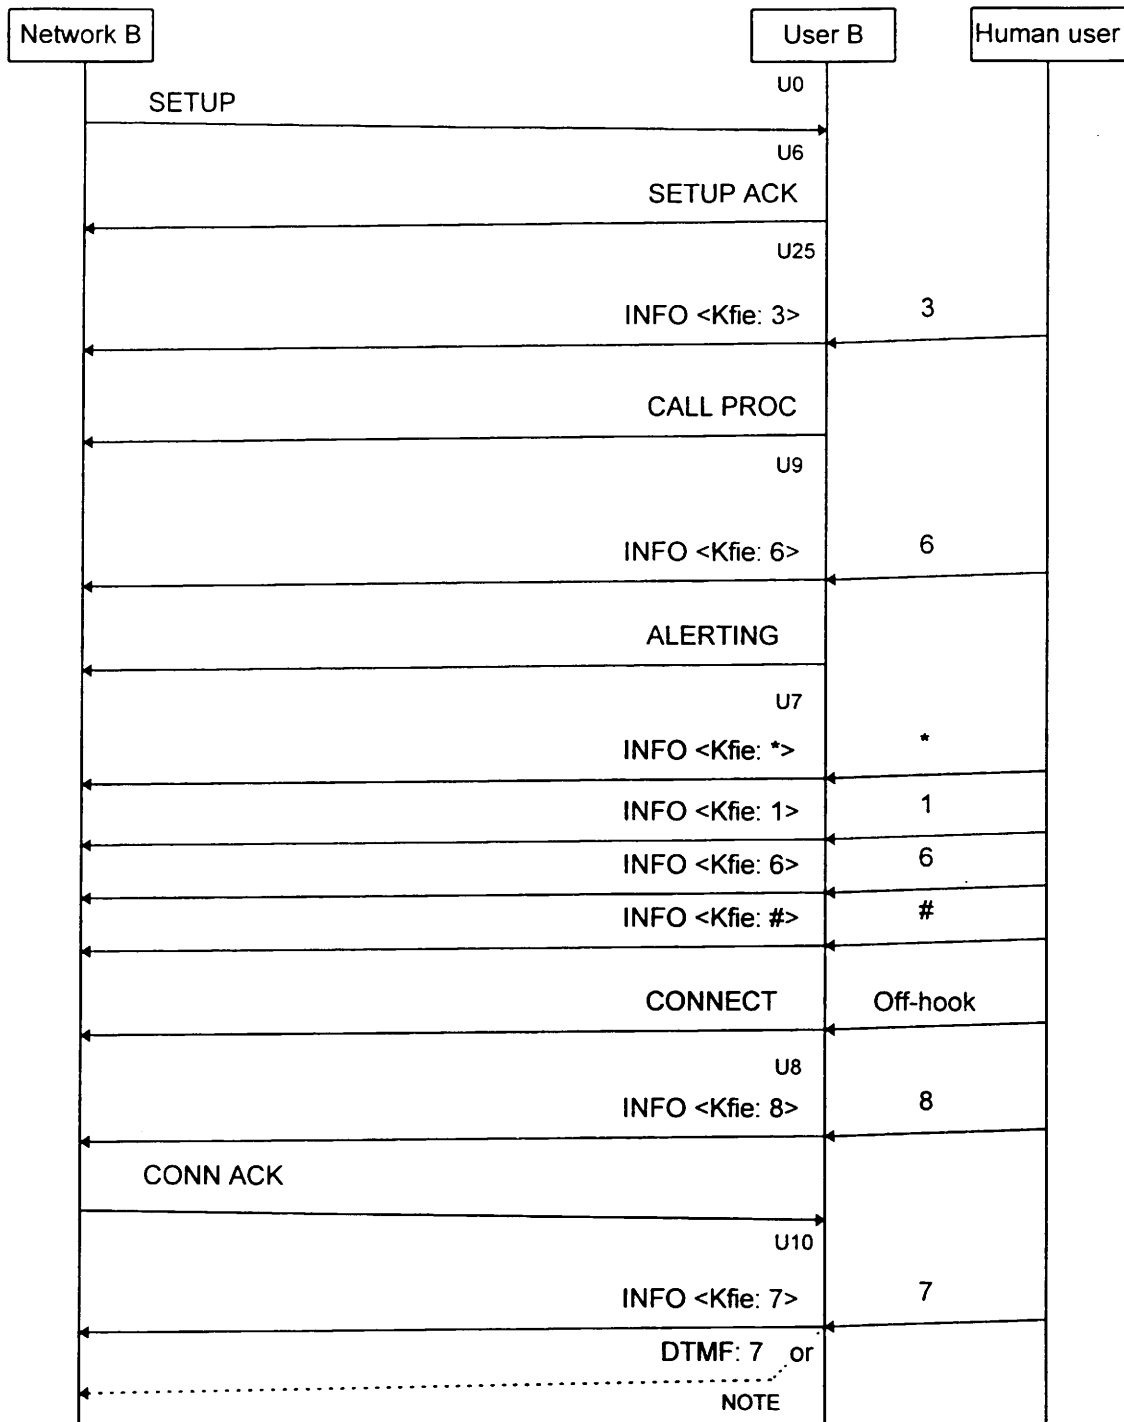 Network B
User B
Human user
U0
SETUP
U6
SETUP ACK
U25
INFO <Kfie: 3>
3
CALL PROC
U9
INFO <Kfie: 6>
6
ALERTING
U7
INFO <Kfie: *>
*
INFO <Kfie: 1>
1
INFO <Kfie: 6>
6
INFO <Kfie: #>
#
CONNECT
Off-hook
U8
INFO <Kfie: 8>
8
CONN ACK
U10
INFO <Kfie: 7>
7
DTMF: 7 or
NOTE